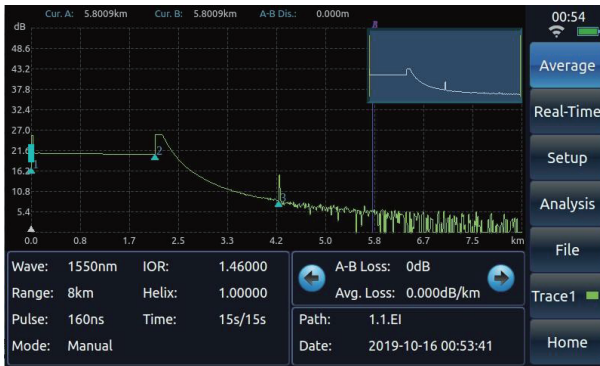 Cur. A: 5.8009km Cur. B: 5.8009km A-B Dis.: 0.000m
00:54
dB
48.6
43.2
37.8
32.4
27.0
21.6
16.2
10.8
5.4
1
2
3
0.0 0.8 1.7 2.5 3.3 4.2 5.0 5.8 6.7 7.5 km
Average
Real-Time
Setup
Analysis
File
Trace1
Home
Wave: 1550nm IOR: 1.46000
Range: 8km Helix: 1.00000
Pulse: 160ns Time: 15s/15s
Mode: Manual
A-B Loss: 0dB
Avg. Loss: 0.000dB/km
Path: 1.1.EI
Date: 2019-10-16 00:53:41